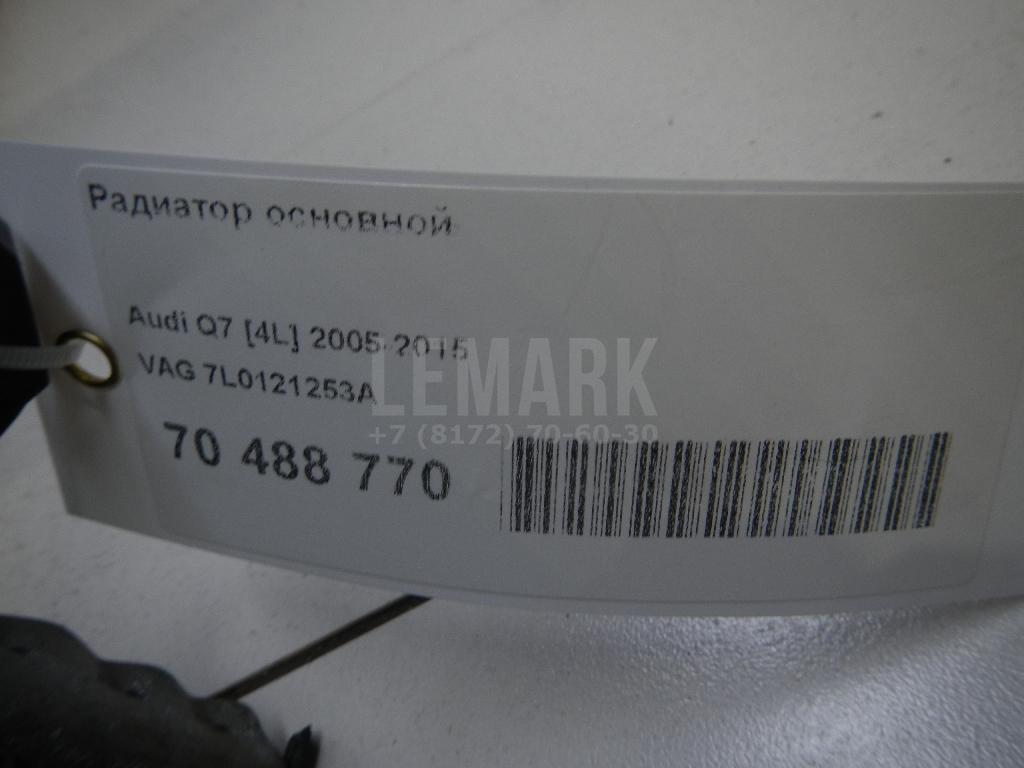 Радиатор основной
Audi Q7 [4L] 2005-2015
VAG 7L0121253A
LEMARK
+7 (8172) 70-60-30
70 488 770